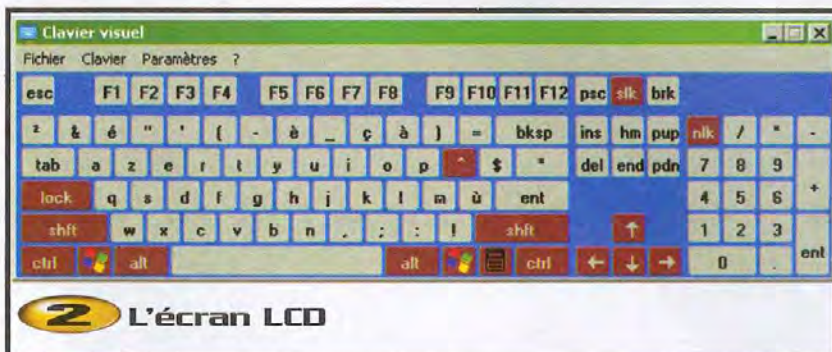 Clavier visuel
Fichier Clavier Paramètres ?
esc F1 F2 F3 F4 F5 F6 F7 F8 F9 F10 F11 F12 psc slk brk
² & é " ' ( - è _ ç à ) = bksp ins hm pup nlk / * -
tab a z e r t y u i o p ^ $ * del end pdn 7 8 9 +
lock q s d f g h j k l m ù ent 4 5 6
shft w x c v b n , ; : ! shft ↑ 1 2 3 ent
ctrl alt alt ctrl ← ↓ → 0 .
2 L'écran LCD